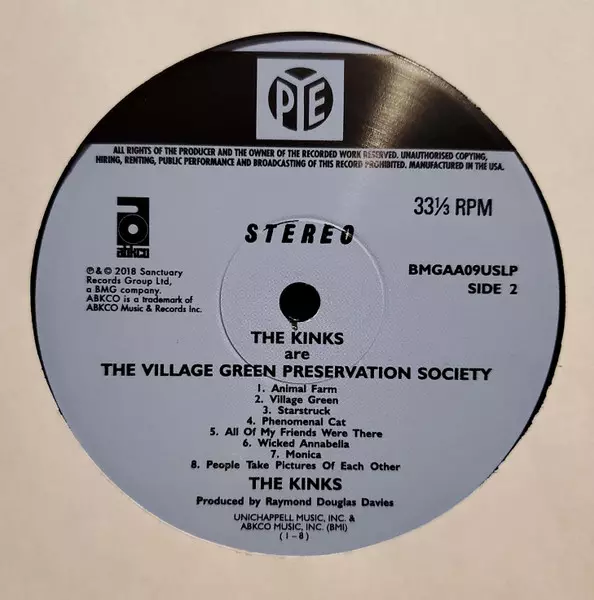 PYE
ALL RIGHTS OF THE PRODUCER AND THE OWNER OF THE RECORDED WORK RESERVED. UNAUTHORISED COPYING,
HIRING, RENTING, PUBLIC PERFORMANCE AND BROADCASTING OF THIS RECORD PROHIBITED. MANUFACTURED IN THE USA.
a
abkco
STEREO
33⅓ RPM
℗ & © 2018 Sanctuary
Records Group Ltd,
a BMG company.
ABKCO is a trademark of
ABKCO Music & Records Inc.
BMGAA09USLP
SIDE 2
THE KINKS
are
THE VILLAGE GREEN PRESERVATION SOCIETY
1. Animal Farm
2. Village Green
3. Starstruck
4. Phenomenal Cat
5. All Of My Friends Were There
6. Wicked Annabella
7. Monica
8. People Take Pictures Of Each Other
THE KINKS
Produced by Raymond Douglas Davies
UNICHAPPELL MUSIC, INC. &
ABKCO MUSIC, INC. (BMI)
(1-8)